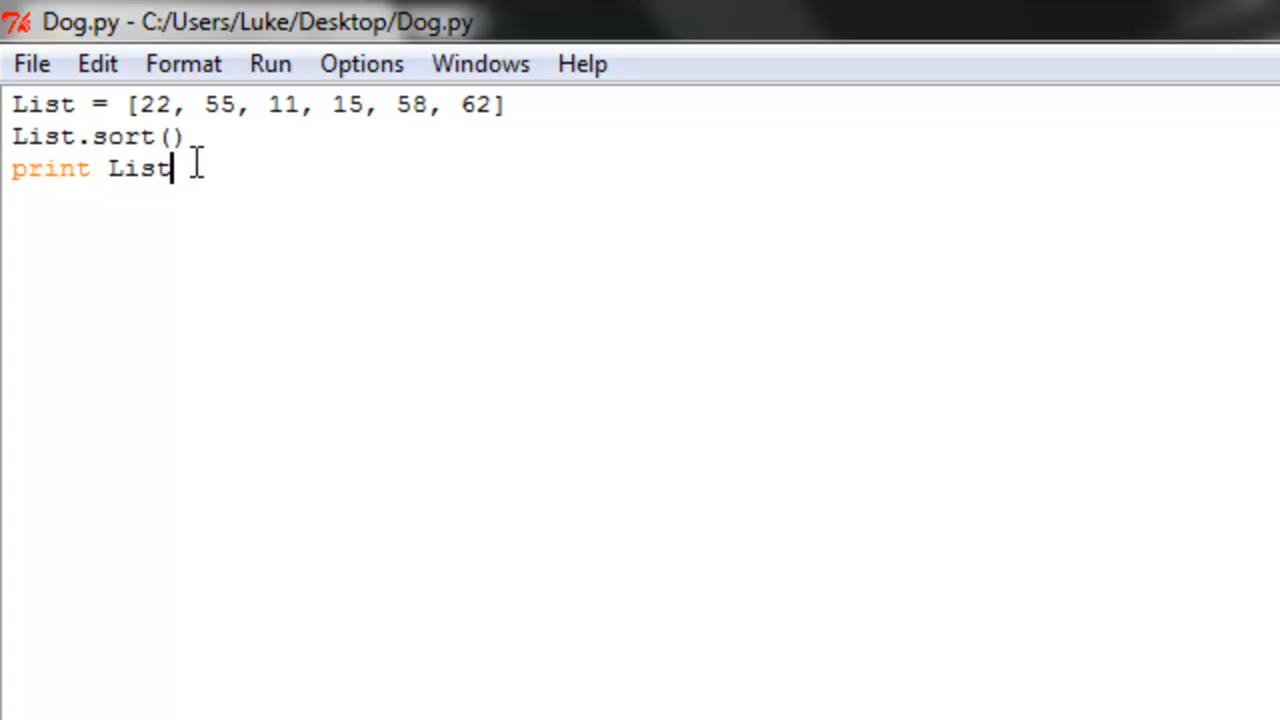 Dog.py - C:/Users/Luke/Desktop/Dog.py
File Edit Format Run Options Windows Help
List = [22, 55, 11, 15, 58, 62]
List.sort()
print List